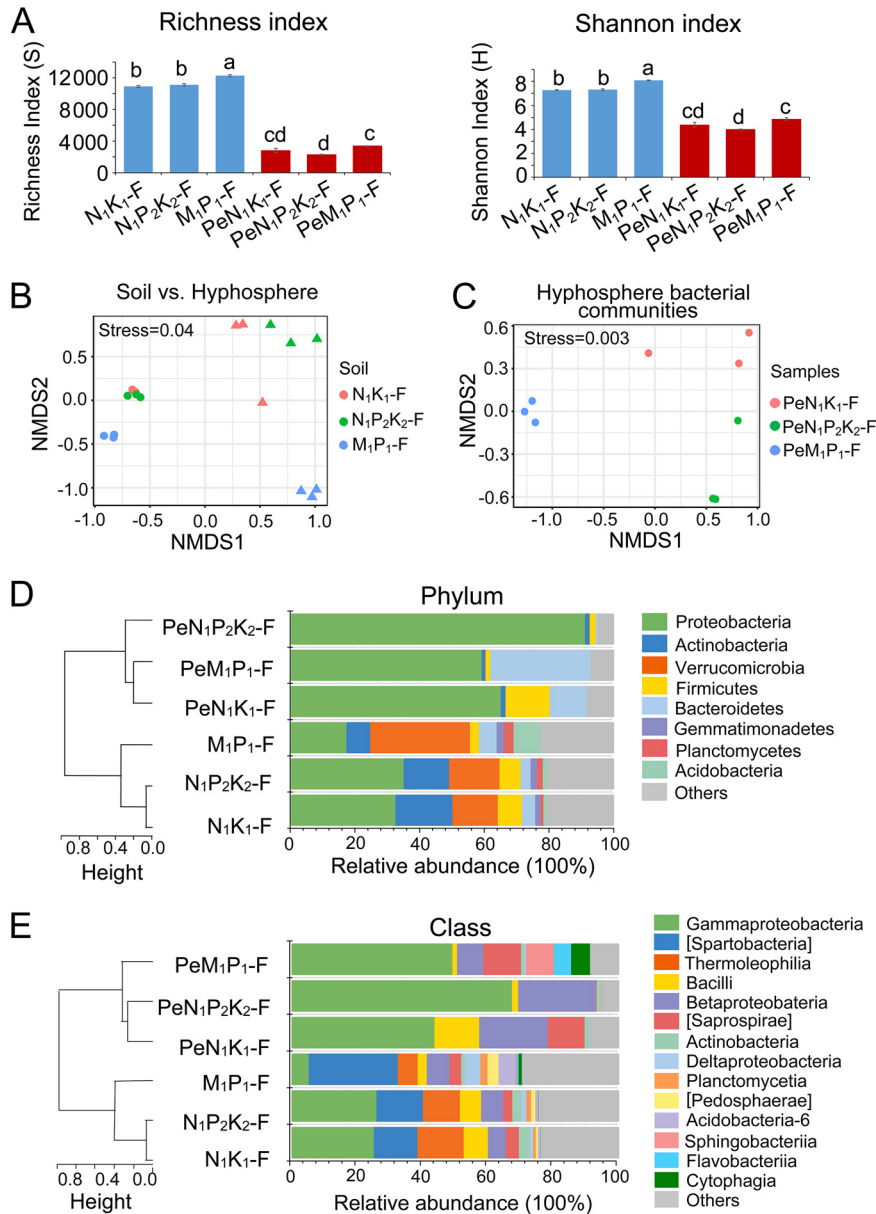 A
Richness index
Shannon index
Richness Index (S)
12000
8000
4000
0
b b a cd d c
N₁K₁-F
N₁P₂K₂-F
M₁P₁-F
PeN₁K₁-F
PeN₁P₂K₂-F
PeM₁P₁-F
Shannon Index (H)
8
6
4
2
0
b b a cd d c
N₁K₁-F
N₁P₂K₂-F
M₁P₁-F
PeN₁K₁-F
PeN₁P₂K₂-F
PeM₁P₁-F
B
Soil vs. Hyphosphere
Stress=0.04
NMDS2
0.5
0.0
-0.5
-1.0
-1.0 -0.5 0.0 0.5 1.0
NMDS1
Soil
N₁K₁-F
N₁P₂K₂-F
M₁P₁-F
C
Hyphosphere bacterial
communities
Stress=0.003
NMDS2
0.6
0.3
0.0
-0.3
-0.6
-1.0 -0.5 0.0 0.5 1.0
NMDS1
Samples
PeN₁K₁-F
PeN₁P₂K₂-F
PeM₁P₁-F
D
Phylum
PeN₁P₂K₂-F
PeM₁P₁-F
PeN₁K₁-F
M₁P₁-F
N₁P₂K₂-F
N₁K₁-F
0.8 0.4 0.0
Height
0 20 40 60 80 100
Relative abundance (100%)
Proteobacteria
Actinobacteria
Verrucomicrobia
Firmicutes
Bacteroidetes
Gemmatimonadetes
Planctomycetes
Acidobacteria
Others
E
Class
PeM₁P₁-F
PeN₁P₂K₂-F
PeN₁K₁-F
M₁P₁-F
N₁P₂K₂-F
N₁K₁-F
0.8 0.4 0.0
Height
0 20 40 60 80 100
Relative abundance (100%)
Gammaproteobacteria
[Spartobacteria]
Thermoleophilia
Bacilli
Betaproteobateria
[Saprospirae]
Actinobacteria
Deltaproteobacteria
Planctomycetia
[Pedosphaerae]
Acidobacteria-6
Sphingobacteriia
Flavobacteriia
Cytophagia
Others